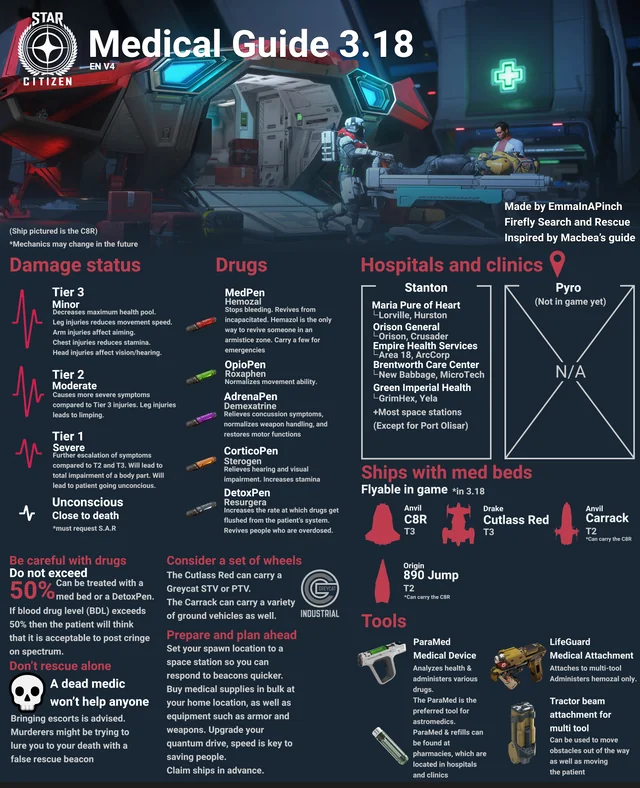 STAR
CITIZEN
Medical Guide 3.18
EN V4
Made by EmmaInAPinch
Firefly Search and Rescue
Inspired by Macbea's guide
(Ship pictured is the C8R)
*Mechanics may change in the future
Damage status
Tier 3
Minor
Decreases maximum health pool.
Leg injuries reduces movement speed.
Arm injuries affect aiming.
Chest injuries reduces stamina.
Head injuries affect vision/hearing.
Tier 2
Moderate
Causes more severe symptoms
compared to Tier 3 injuries. Leg injuries
leads to limping.
Tier 1
Severe
Further escalation of symptoms
compared to T2 and T3. Will lead to
total impairment of a body part. Will
lead to patient going unconcious.
Unconscious
Close to death
*must request S.A.R
Drugs
MedPen
Hemozal
Stops bleeding. Revives from
incapacitated. Hemazol is the only
way to revive someone in an
armistice zone. Carry a few for
emergencies
OpioPen
Roxaphen
Normalizes movement ability.
AdrenaPen
Demexatrine
Relieves concussion symptoms,
normalizes weapon handling, and
restores motor functions
CorticoPen
Sterogen
Relieves hearing and visual
impairment. Increases stamina
DetoxPen
Resurgera
Increases the rate at which drugs get
flushed from the patient's system.
Revives people who are overdosed.
Hospitals and clinics
Stanton
Maria Pure of Heart
Lorville, Hurston
Orison General
Orison, Crusader
Empire Health Services
Area 18, ArcCorp
Brentworth Care Center
New Babbage, MicroTech
Green Imperial Health
GrimHex, Yela
+Most space stations
(Except for Port Olisar)
Pyro
(Not in game yet)
N/A
Ships with med beds
Flyable in game *in 3.18
Anvil
C8R
T3
Drake
Cutlass Red
T3
Anvil
Carrack
T2
*Can carry the C8R
Origin
890 Jump
T2
*Can carry the C8R
Be careful with drugs
Do not exceed
50% Can be treated with a
med bed or a DetoxPen.
If blood drug level (BDL) exceeds
50% then the patient will think
that it is acceptable to post cringe
on spectrum.
Don't rescue alone
A dead medic
won't help anyone
Bringing escorts is advised.
Murderers might be trying to
lure you to your death with a
false rescue beacon
Consider a set of wheels
The Cutlass Red can carry a
Greycat STV or PTV.
The Carrack can carry a variety
of ground vehicles as well.
GREYCAT
INDUSTRIAL
Prepare and plan ahead
Set your spawn location to a
space station so you can
respond to beacons quicker.
Buy medical supplies in bulk at
your home location, as well as
equipment such as armor and
weapons. Upgrade your
quantum drive, speed is key to
saving people.
Claim ships in advance.
Tools
ParaMed
Medical Device
Analyzes health &
administers various
drugs.
The ParaMed is the
preferred tool for
astromedics.
ParaMed & refills can
be found at
pharmacies, which are
located in hospitals
and clinics
LifeGuard
Medical Attachment
Attaches to multi-tool
Administers hemozal only.
Tractor beam
attachment for
multi tool
Can be used to move
obstacles out of the way
as well as moving
the patient